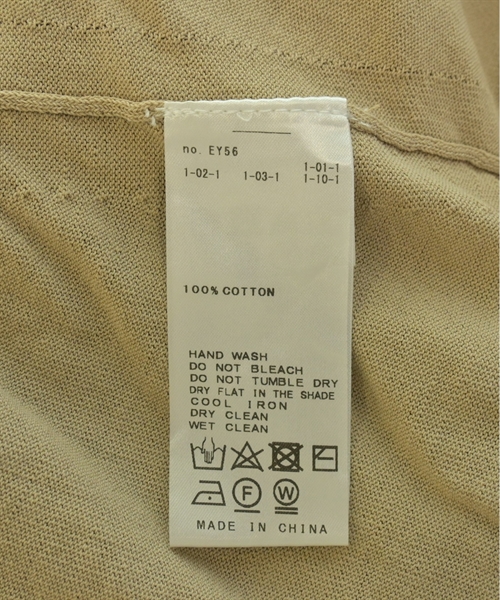 no. EY56
1-01-1
1-02-1 1-03-1 1-10-1
100% COTTON
HAND WASH
DO NOT BLEACH
DO NOT TUMBLE DRY
DRY FLAT IN THE SHADE
COOL IRON
DRY CLEAN
WET CLEAN
F W
MADE IN CHINA